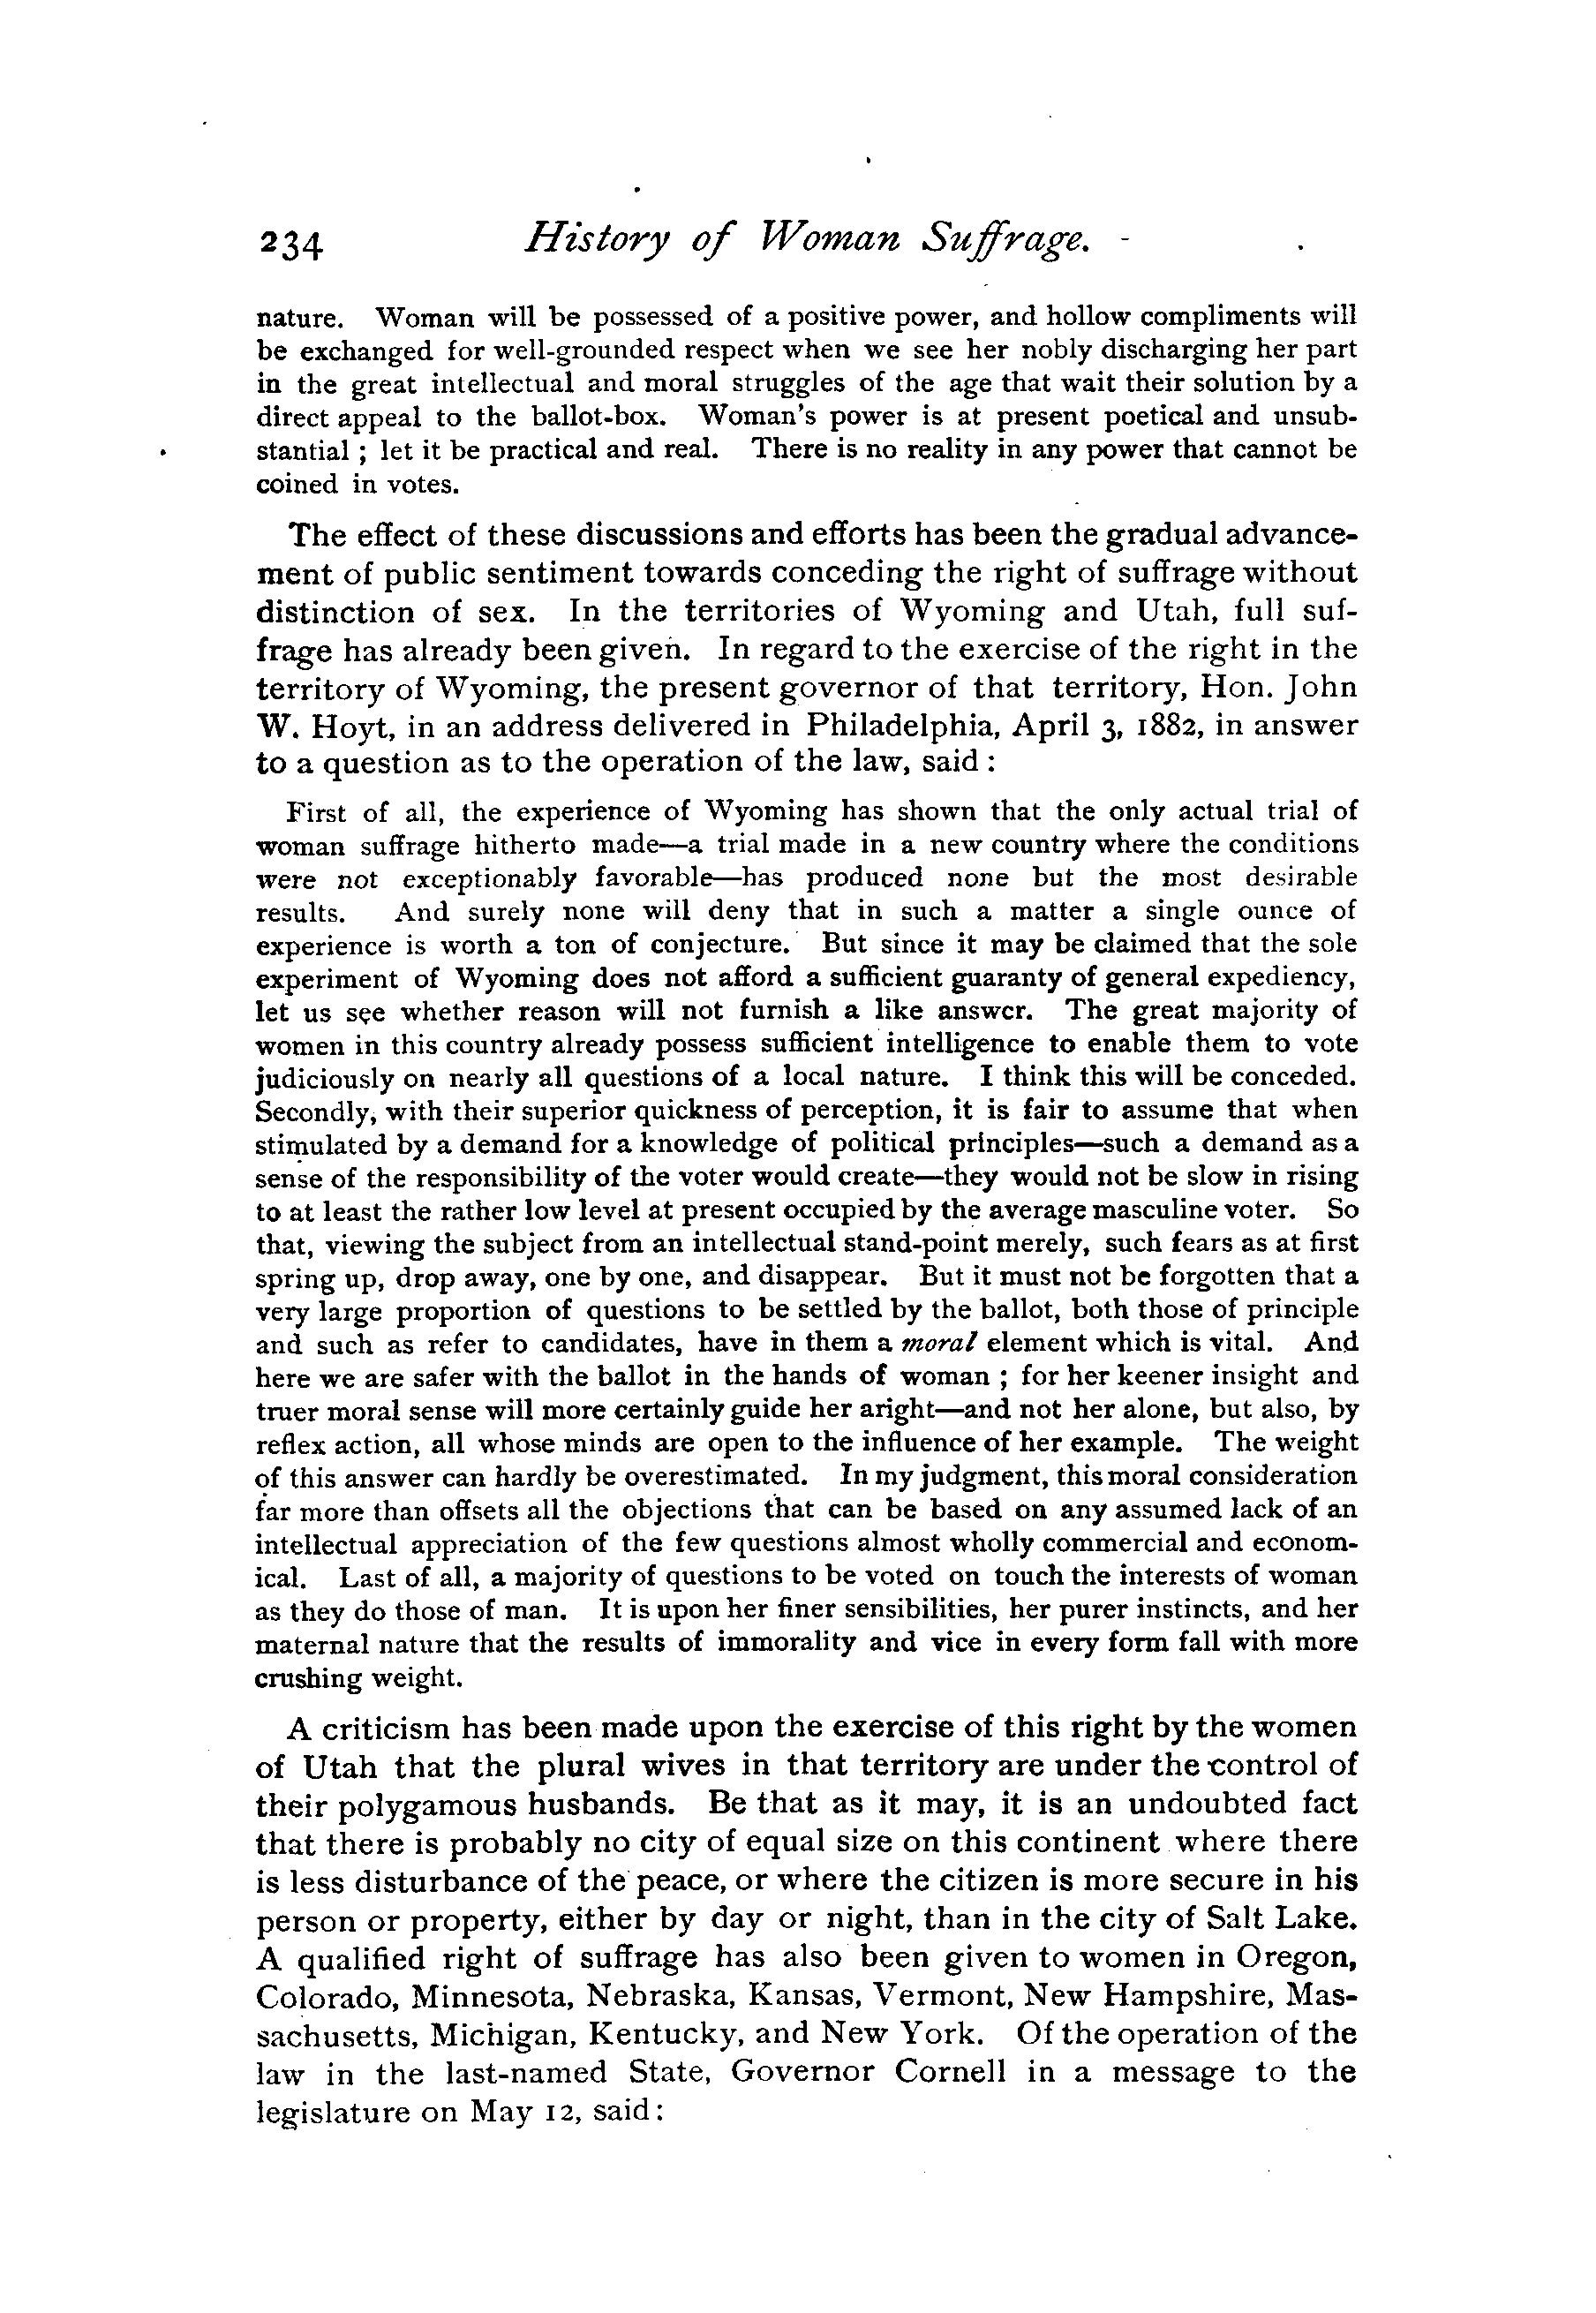 234 History of Woman Suffrage.
nature. Woman will be possessed of a positive power, and hollow compliments will
be exchanged for well-grounded respect when we see her nobly discharging her part
in the great intellectual and moral struggles of the age that wait their solution by a
direct appeal to the ballot-box. Woman's power is at present poetical and unsub-
stantial ; let it be practical and real. There is no reality in any power that cannot be
coined in votes.
The effect of these discussions and efforts has been the gradual advance-
ment of public sentiment towards conceding the right of suffrage without
distinction of sex. In the territories of Wyoming and Utah, full suf-
frage has already been given. In regard to the exercise of the right in the
territory of Wyoming, the present governor of that territory, Hon. John
W. Hoyt, in an address delivered in Philadelphia, April 3, 1882, in answer
to a question as to the operation of the law, said :
First of all, the experience of Wyoming has shown that the only actual trial of
woman suffrage hitherto made—a trial made in a new country where the conditions
were not exceptionably favorable—has produced none but the most desirable
results. And surely none will deny that in such a matter a single ounce of
experience is worth a ton of conjecture. But since it may be claimed that the sole
experiment of Wyoming does not afford a sufficient guaranty of general expediency,
let us see whether reason will not furnish a like answer. The great majority of
women in this country already possess sufficient intelligence to enable them to vote
judiciously on nearly all questions of a local nature. I think this will be conceded.
Secondly, with their superior quickness of perception, it is fair to assume that when
stimulated by a demand for a knowledge of political principles—such a demand as a
sense of the responsibility of the voter would create—they would not be slow in rising
to at least the rather low level at present occupied by the average masculine voter. So
that, viewing the subject from an intellectual stand-point merely, such fears as at first
spring up, drop away, one by one, and disappear. But it must not be forgotten that a
very large proportion of questions to be settled by the ballot, both those of principle
and such as refer to candidates, have in them a moral element which is vital. And
here we are safer with the ballot in the hands of woman ; for her keener insight and
truer moral sense will more certainly guide her aright—and not her alone, but also, by
reflex action, all whose minds are open to the influence of her example. The weight
of this answer can hardly be overestimated. In my judgment, this moral consideration
far more than offsets all the objections that can be based on any assumed lack of an
intellectual appreciation of the few questions almost wholly commercial and econom-
ical. Last of all, a majority of questions to be voted on touch the interests of woman
as they do those of man. It is upon her finer sensibilities, her purer instincts, and her
maternal nature that the results of immorality and vice in every form fall with more
crushing weight.
A criticism has been made upon the exercise of this right by the women
of Utah that the plural wives in that territory are under the control of
their polygamous husbands. Be that as it may, it is an undoubted fact
that there is probably no city of equal size on this continent where there
is less disturbance of the peace, or where the citizen is more secure in his
person or property, either by day or night, than in the city of Salt Lake.
A qualified right of suffrage has also been given to women in Oregon,
Colorado, Minnesota, Nebraska, Kansas, Vermont, New Hampshire, Mas-
sachusetts, Michigan, Kentucky, and New York. Of the operation of the
law in the last-named State, Governor Cornell in a message to the
legislature on May 12, said: